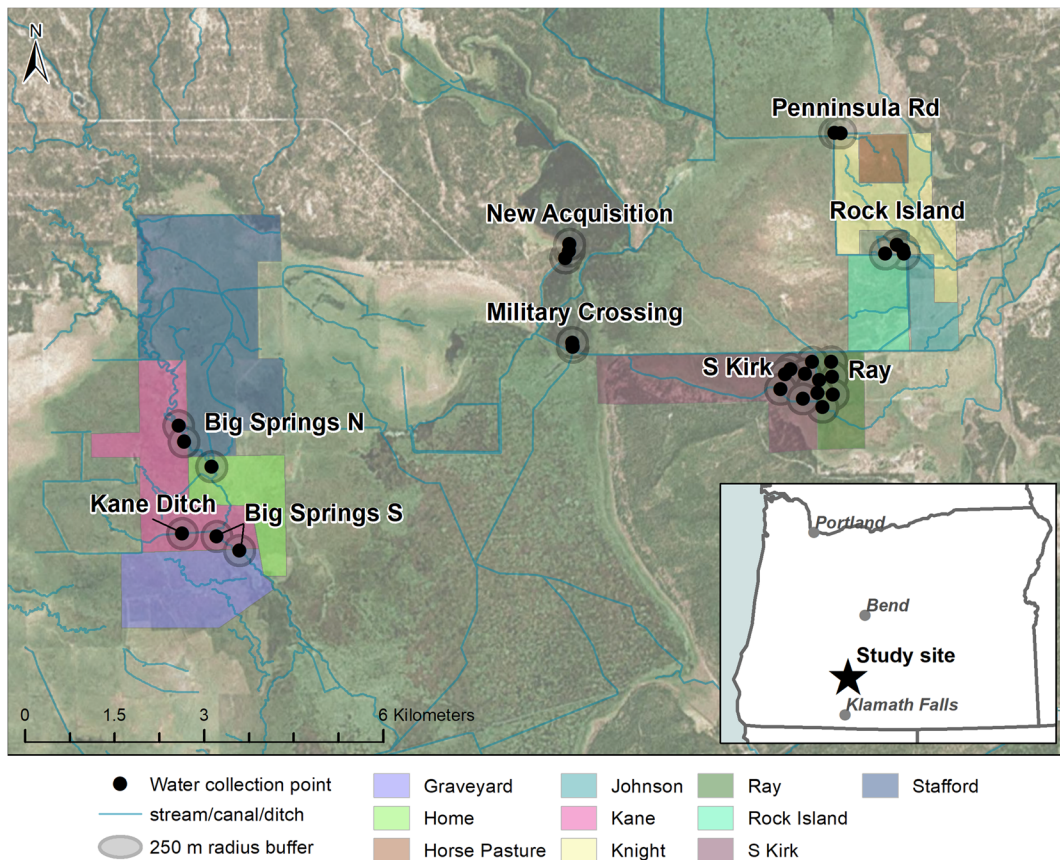 N
Penninsula Rd
New Acquisition
Rock Island
Military Crossing
S Kirk
Ray
Big Springs N
Kane Ditch
Big Springs S
Portland
Bend
Study site
Klamath Falls
0 1.5 3 6 Kilometers
Water collection point
stream/canal/ditch
250 m radius buffer
Graveyard
Home
Horse Pasture
Johnson
Kane
Knight
Ray
Rock Island
S Kirk
Stafford